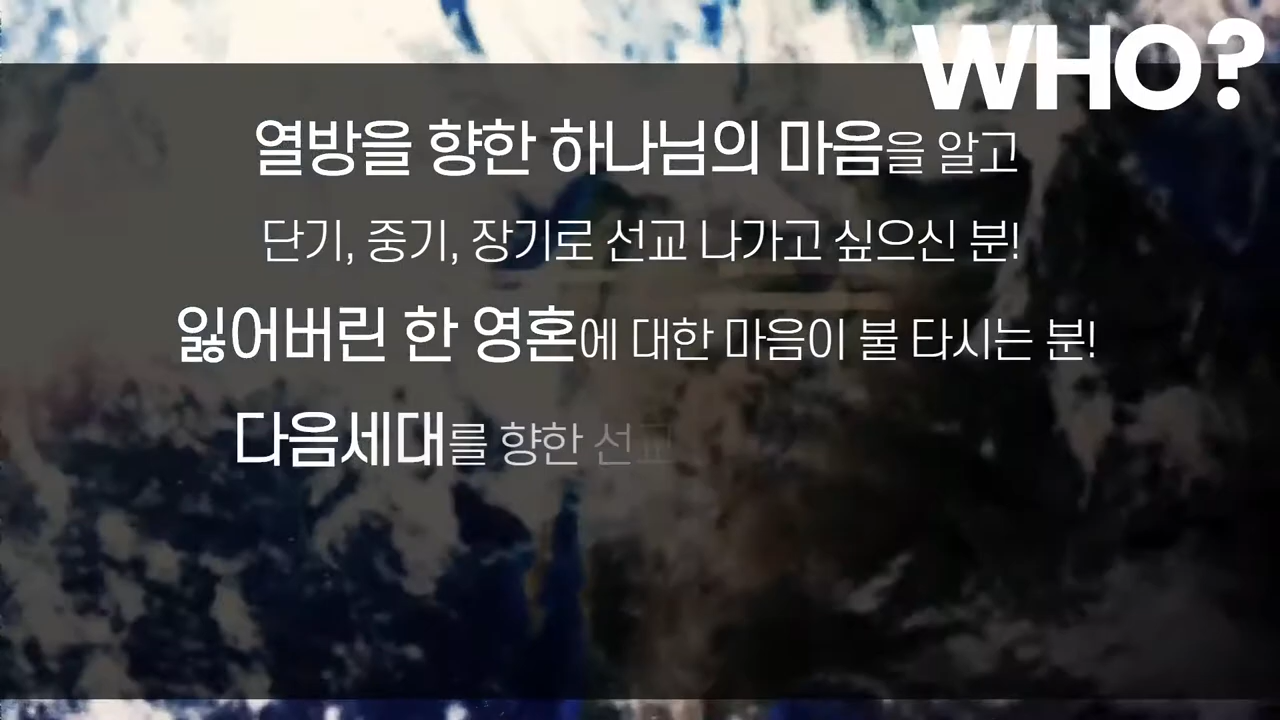 WHO?
열방을 향한 하나님의 마음을 알고
단기, 중기, 장기로 선교 나가고 싶으신 분!
잃어버린 한 영혼에 대한 마음이 불 타시는 분!
다음세대를 향한 선교